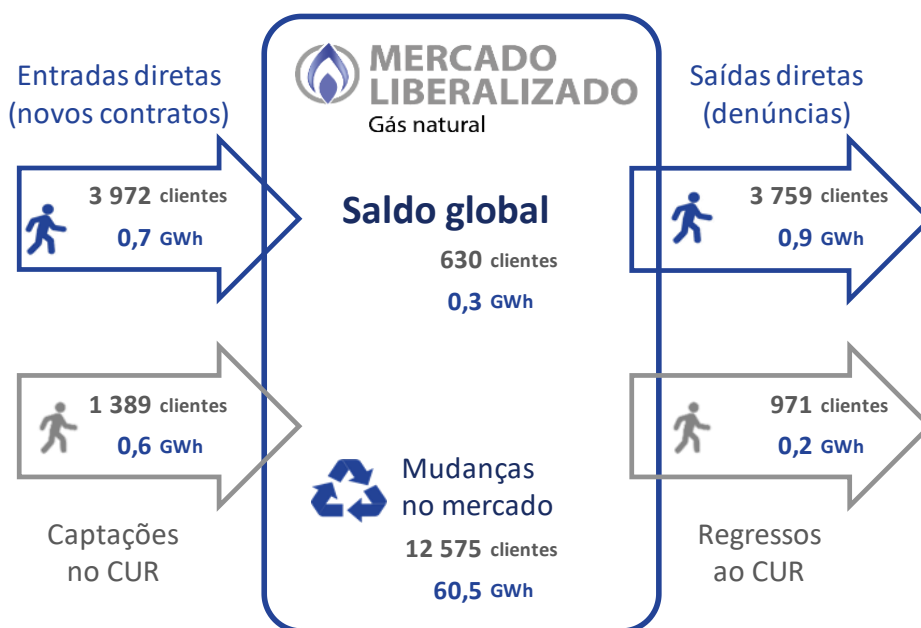 Entradas diretas
(novos contratos)
3 972 clientes
0,7 GWh
1 389 clientes
0,6 GWh
Captações
no CUR
MERCADO
LIBERALIZADO
Gás natural
Saldo global
630 clientes
0,3 GWh
Mudanças
no mercado
12 575 clientes
60,5 GWh
Saídas diretas
(denúncias)
3 759 clientes
0,9 GWh
971 clientes
0,2 GWh
Regressos
ao CUR